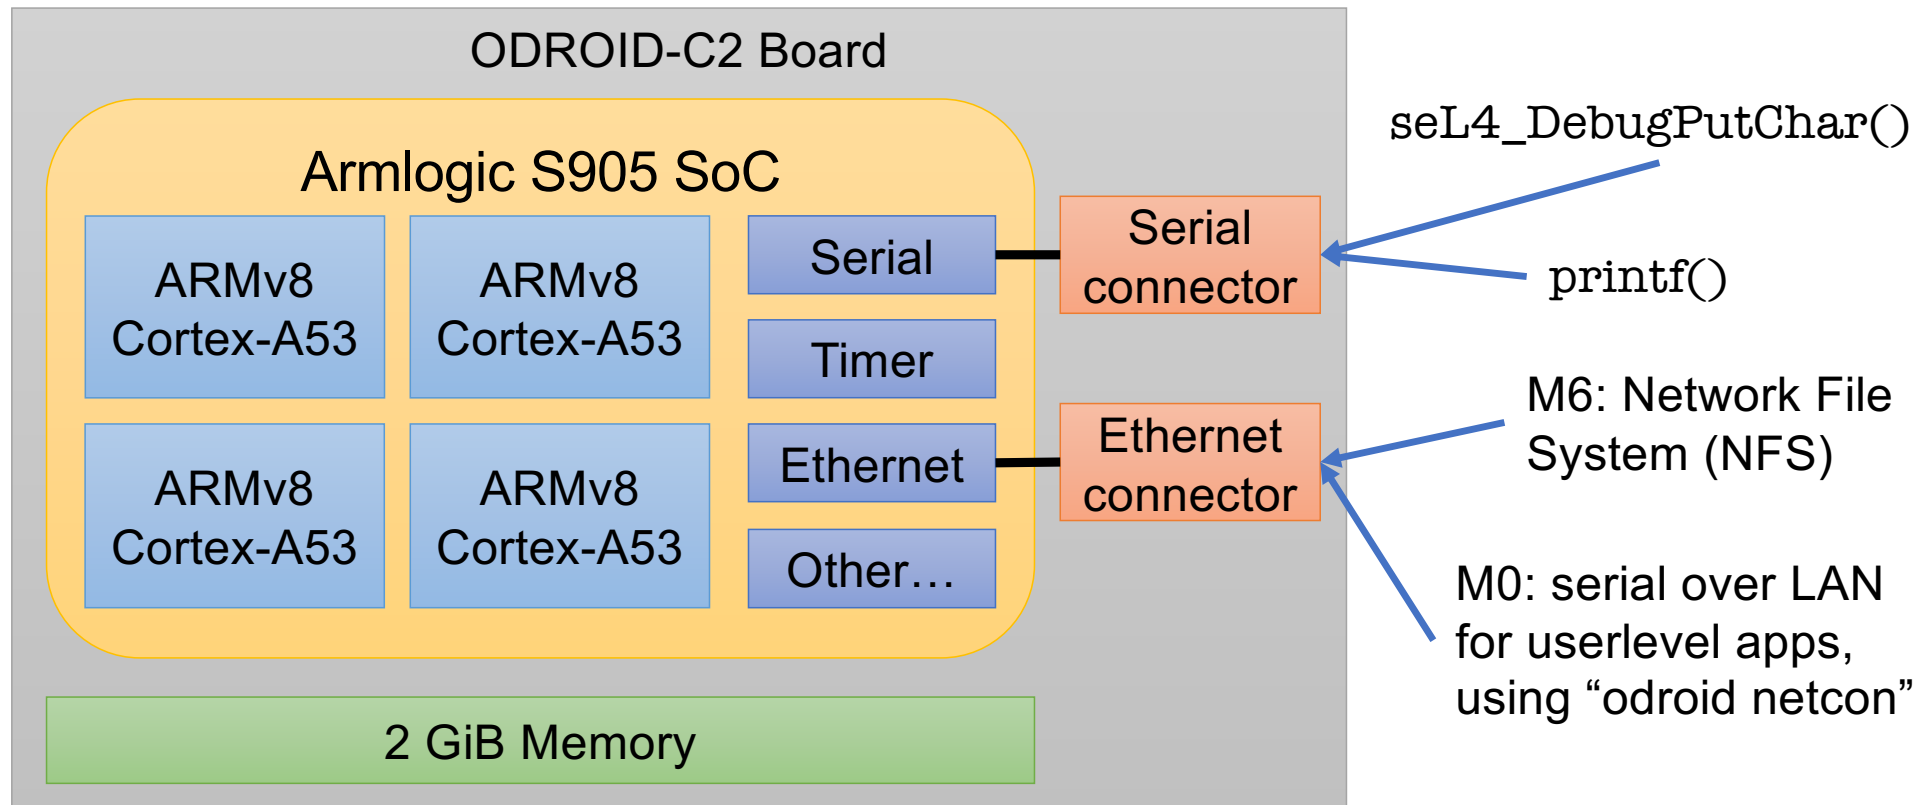 ODROID-C2 Board
Armlogic S905 SoC
ARMv8
Cortex-A53
ARMv8
Cortex-A53
ARMv8
Cortex-A53
ARMv8
Cortex-A53
Serial
Timer
Ethernet
Other…
Serial
connector
Ethernet
connector
2 GiB Memory
seL4_DebugPutChar()
printf()
M6: Network File
System (NFS)
M0: serial over LAN
for userlevel apps,
using “odroid netcon”